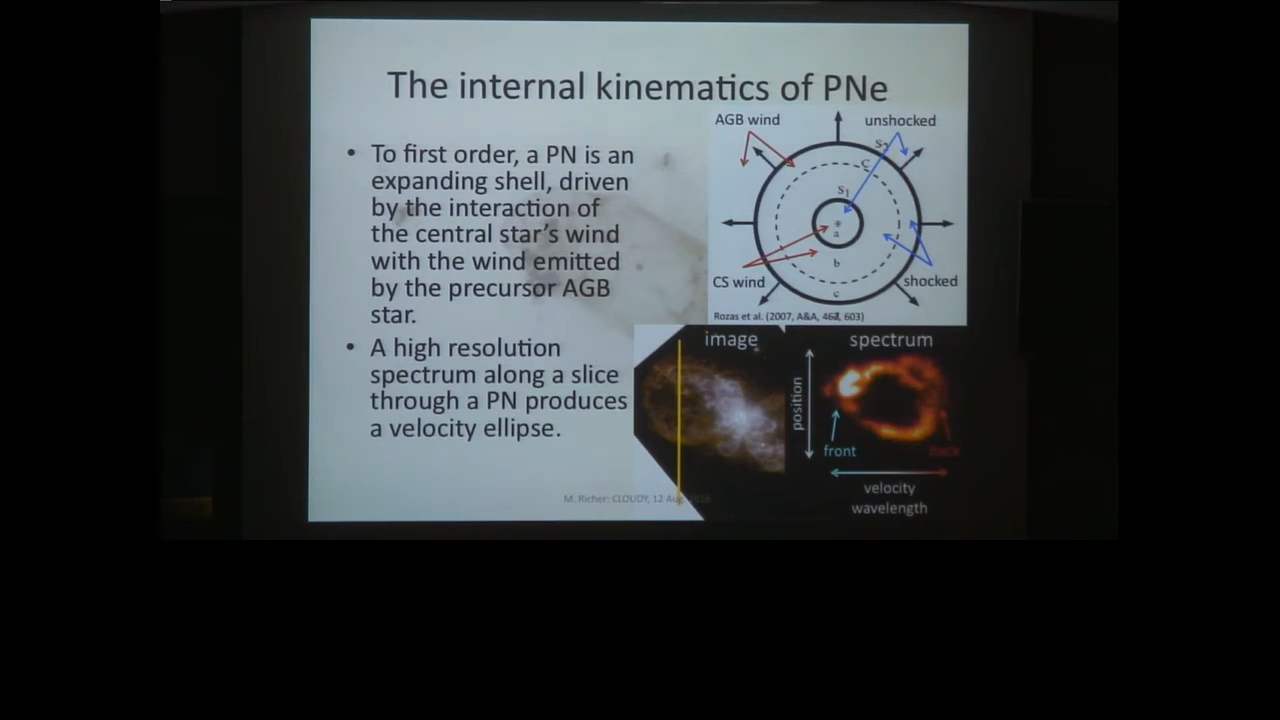 The internal kinematics of PNe
• To first order, a PN is an
expanding shell, driven
by the interaction of
the central star's wind
with the wind emitted
by the precursor AGB
star.
• A high resolution
spectrum along a slice
through a PN produces
a velocity ellipse.
AGB wind
unshocked
S2
C
S1
a
b
c
CS wind
shocked
Rozas et al. (2007, A&A, 467, 603)
image
spectrum
position
front
back
velocity
wavelength
M. Richer: CLOUDY, 12 Aug 2016